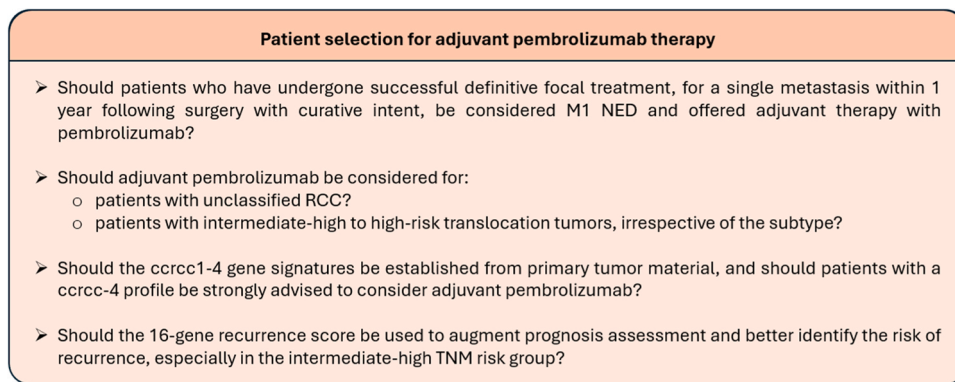 Patient selection for adjuvant pembrolizumab therapy
➢ Should patients who have undergone successful definitive focal treatment, for a single metastasis within 1
year following surgery with curative intent, be considered M1 NED and offered adjuvant therapy with
pembrolizumab?
➢ Should adjuvant pembrolizumab be considered for:
o patients with unclassified RCC?
o patients with intermediate-high to high-risk translocation tumors, irrespective of the subtype?
➢ Should the ccrcc1-4 gene signatures be established from primary tumor material, and should patients with a
ccrcc-4 profile be strongly advised to consider adjuvant pembrolizumab?
➢ Should the 16-gene recurrence score be used to augment prognosis assessment and better identify the risk of
recurrence, especially in the intermediate-high TNM risk group?